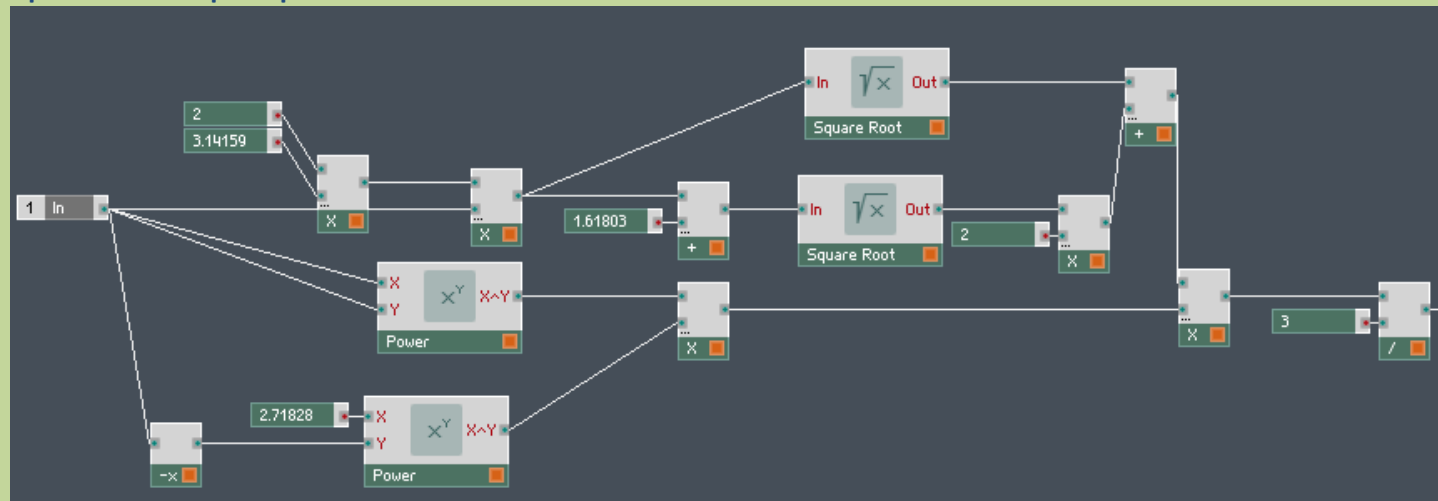 In √x Out
Square Root
+
2
3.14159
X
X
1 In
1.61803
+
In √x Out
Square Root
2
X
X
Y
x^Y X^Y
Power
X
X
3
/
2.71818
X
Y
x^Y X^Y
Power
-x